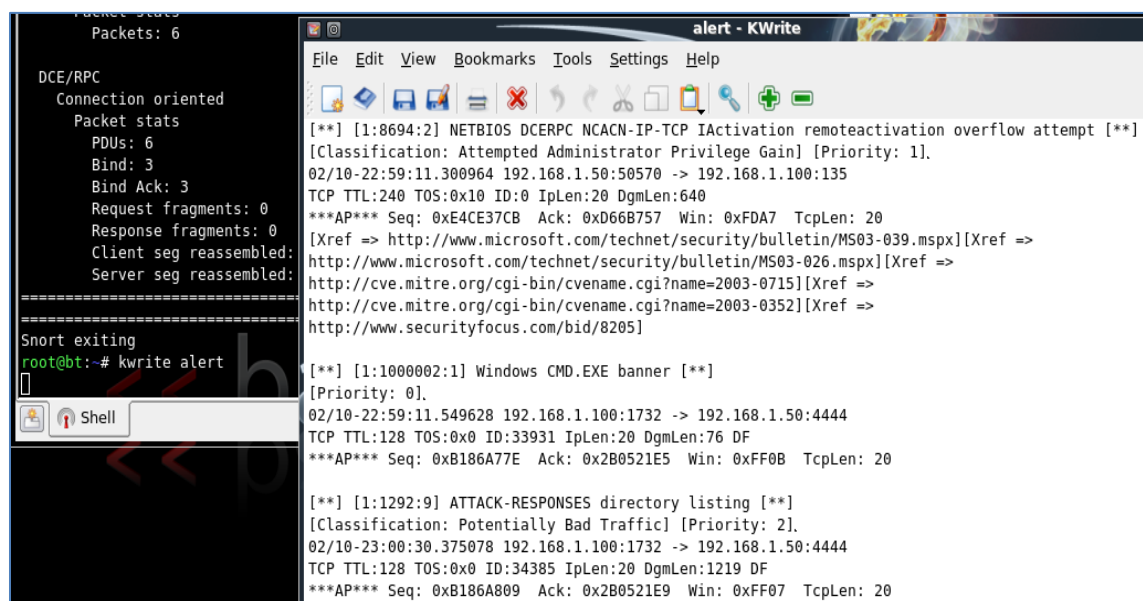 Packet stats
Packets: 6
DCE/RPC
Connection oriented
Packet stats
PDUs: 6
Bind: 3
Bind Ack: 3
Request fragments: 0
Response fragments: 0
Client seg reassembled:
Server seg reassembled:
===============================
===============================
Snort exiting
root@bt:~# kwrite alert
Shell
alert - KWrite
File Edit View Bookmarks Tools Settings Help
[**] [1:8694:2] NETBIOS DCERPC NCACN-IP-TCP IActivation remoteactivation overflow attempt [**]
[Classification: Attempted Administrator Privilege Gain] [Priority: 1].
02/10-22:59:11.300964 192.168.1.50:50570 -> 192.168.1.100:135
TCP TTL:240 TOS:0x10 ID:0 IpLen:20 DgmLen:640
***AP*** Seq: 0xE4CE37CB Ack: 0xD66B757 Win: 0xFDA7 TcpLen: 20
[Xref => http://www.microsoft.com/technet/security/bulletin/MS03-039.mspx][Xref =>
http://www.microsoft.com/technet/security/bulletin/MS03-026.mspx][Xref =>
http://cve.mitre.org/cgi-bin/cvename.cgi?name=2003-0715][Xref =>
http://cve.mitre.org/cgi-bin/cvename.cgi?name=2003-0352][Xref =>
http://www.securityfocus.com/bid/8205]
[**] [1:1000002:1] Windows CMD.EXE banner [**]
[Priority: 0].
02/10-22:59:11.549628 192.168.1.100:1732 -> 192.168.1.50:4444
TCP TTL:128 TOS:0x0 ID:33931 IpLen:20 DgmLen:76 DF
***AP*** Seq: 0xB186A77E Ack: 0x2B0521E5 Win: 0xFF0B TcpLen: 20
[**] [1:1292:9] ATTACK-RESPONSES directory listing [**]
[Classification: Potentially Bad Traffic] [Priority: 2].
02/10-23:00:30.375078 192.168.1.100:1732 -> 192.168.1.50:4444
TCP TTL:128 TOS:0x0 ID:34385 IpLen:20 DgmLen:1219 DF
***AP*** Seq: 0xB186A809 Ack: 0x2B0521E9 Win: 0xFF07 TcpLen: 20